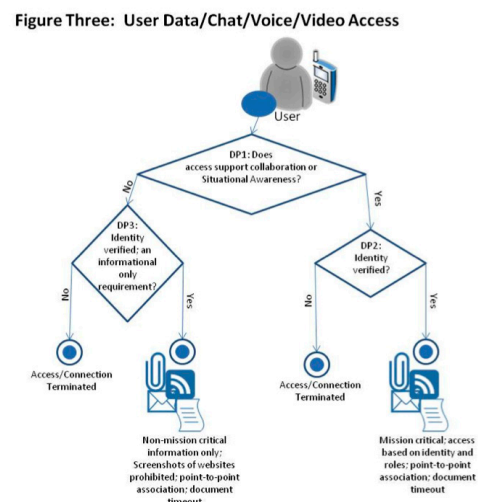 Figure Three: User Data/Chat/Voice/Video Access
User
DP1: Does
access support collaboration or
Situational Awareness?
No
Yes
DP3:
Identity
verified; an
informational
only
requirement?
DP2:
Identity
verified?
No
Yes
No
Yes
Access/Connection
Terminated
Access/Connection
Terminated
Non-mission critical
information only;
Screenshots of websites
prohibited; point-to-point
association; document
timeout
Mission critical; access
based on identity and
roles; point-to-point
association; document
timeout